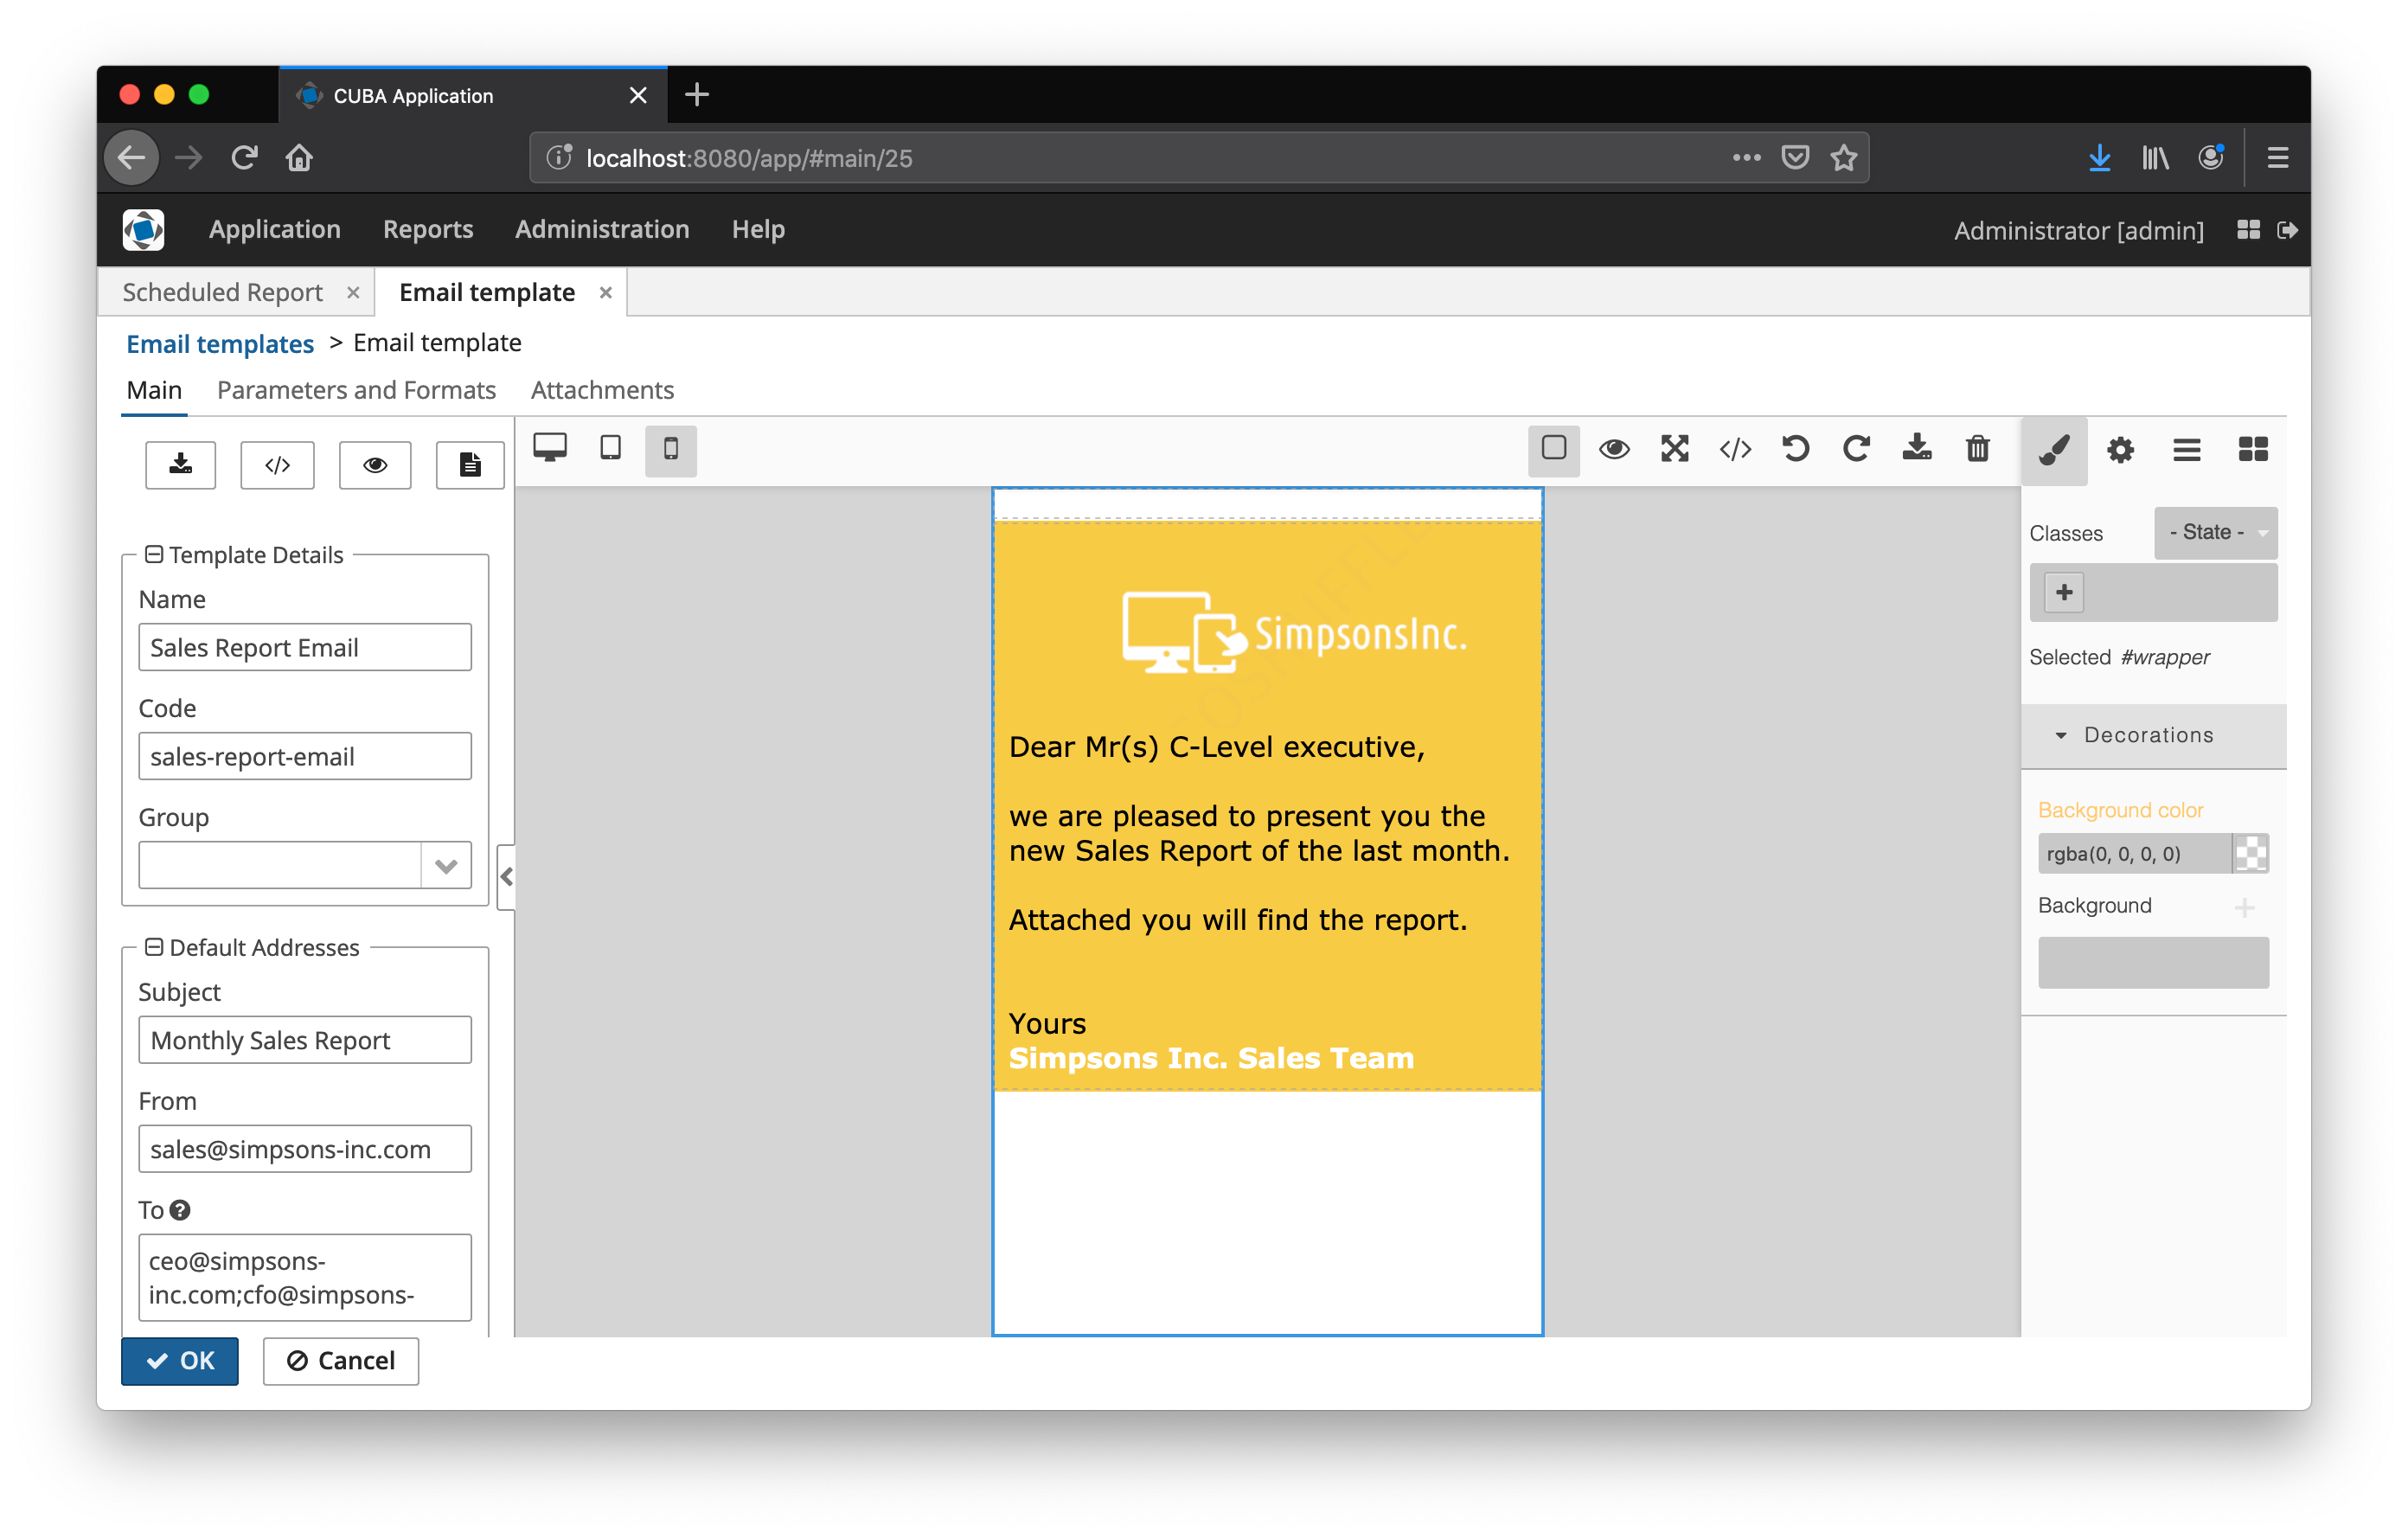 CUBA Application
localhost:8080/app/#main/25
Application Reports Administration Help Administrator [admin]
Scheduled Report Email template
Email templates > Email template
Main Parameters and Formats Attachments
Template Details
Name
Sales Report Email
Code
sales-report-email
Group
Default Addresses
Subject
Monthly Sales Report
From
sales@simpsons-inc.com
To
ceo@simpsons-
inc.com;cfo@simpsons-
OK Cancel
SimpsonsInc.
Dear Mr(s) C-Level executive,
we are pleased to present you the
new Sales Report of the last month.
Attached you will find the report.
Yours
Simpsons Inc. Sales Team
Classes - State -
Selected #wrapper
Decorations
Background color
rgba(0, 0, 0, 0)
Background